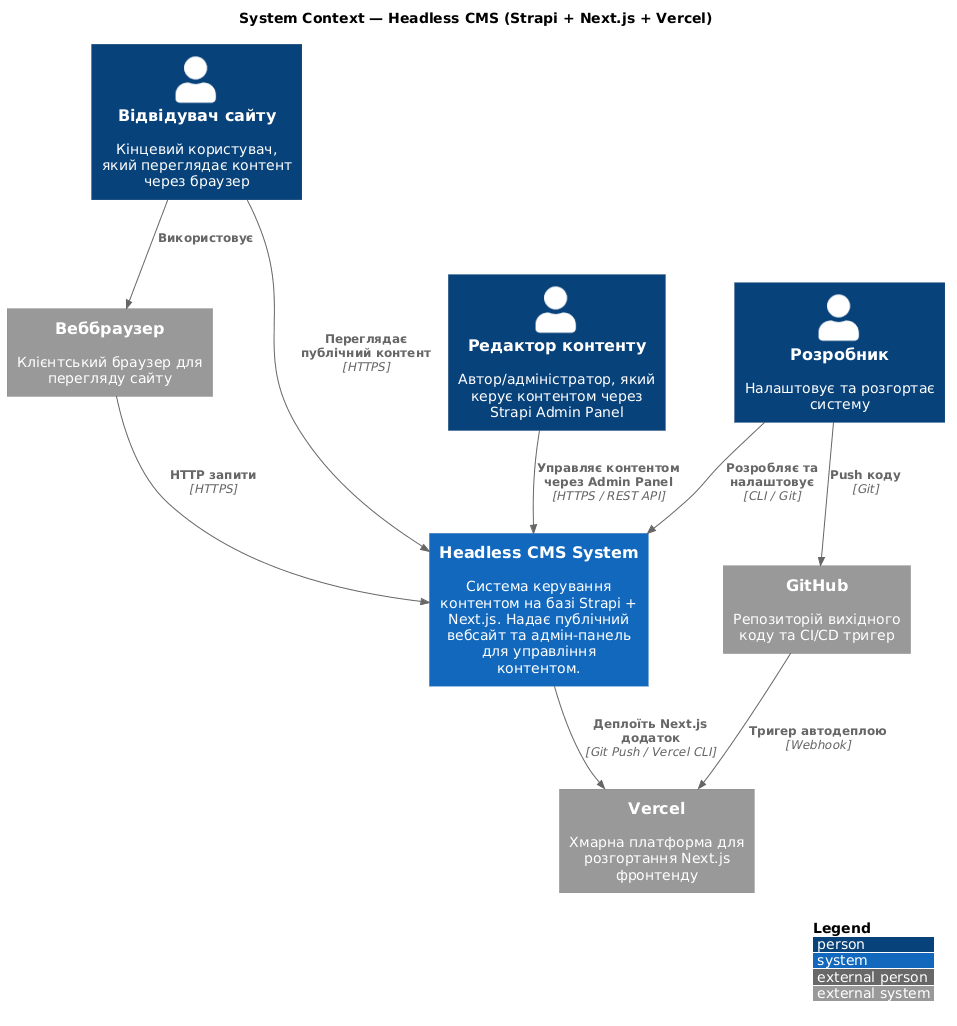 System Context — Headless CMS (Strapi + Next.js + Vercel)
Відвідувач сайту
Кінцевий користувач,
який переглядає контент
через браузер
Використовує
Веббраузер
Клієнтський браузер для
перегляду сайту
Переглядає
публічний контент
[HTTPS]
Редактор контенту
Автор/адміністратор, який
керує контентом через
Strapi Admin Panel
Розробник
Налаштовує та розгортає
систему
HTTP запити
[HTTPS]
Управляє контентом
через Admin Panel
[HTTPS / REST API]
Розробляє та
налаштовує
[CLI / Git]
Push коду
[Git]
Headless CMS System
Система керування
контентом на базі Strapi +
Next.js. Надає публічний
вебсайт та адмін-панель
для управління
контентом.
GitHub
Репозиторій вихідного
коду та CI/CD тригер
Деплоїть Next.js
додаток
[Git Push / Vercel CLI]
Тригер автодеплою
[Webhook]
Vercel
Хмарна платформа для
розгортання Next.js
фронтенду
Legend
person
system
external person
external system